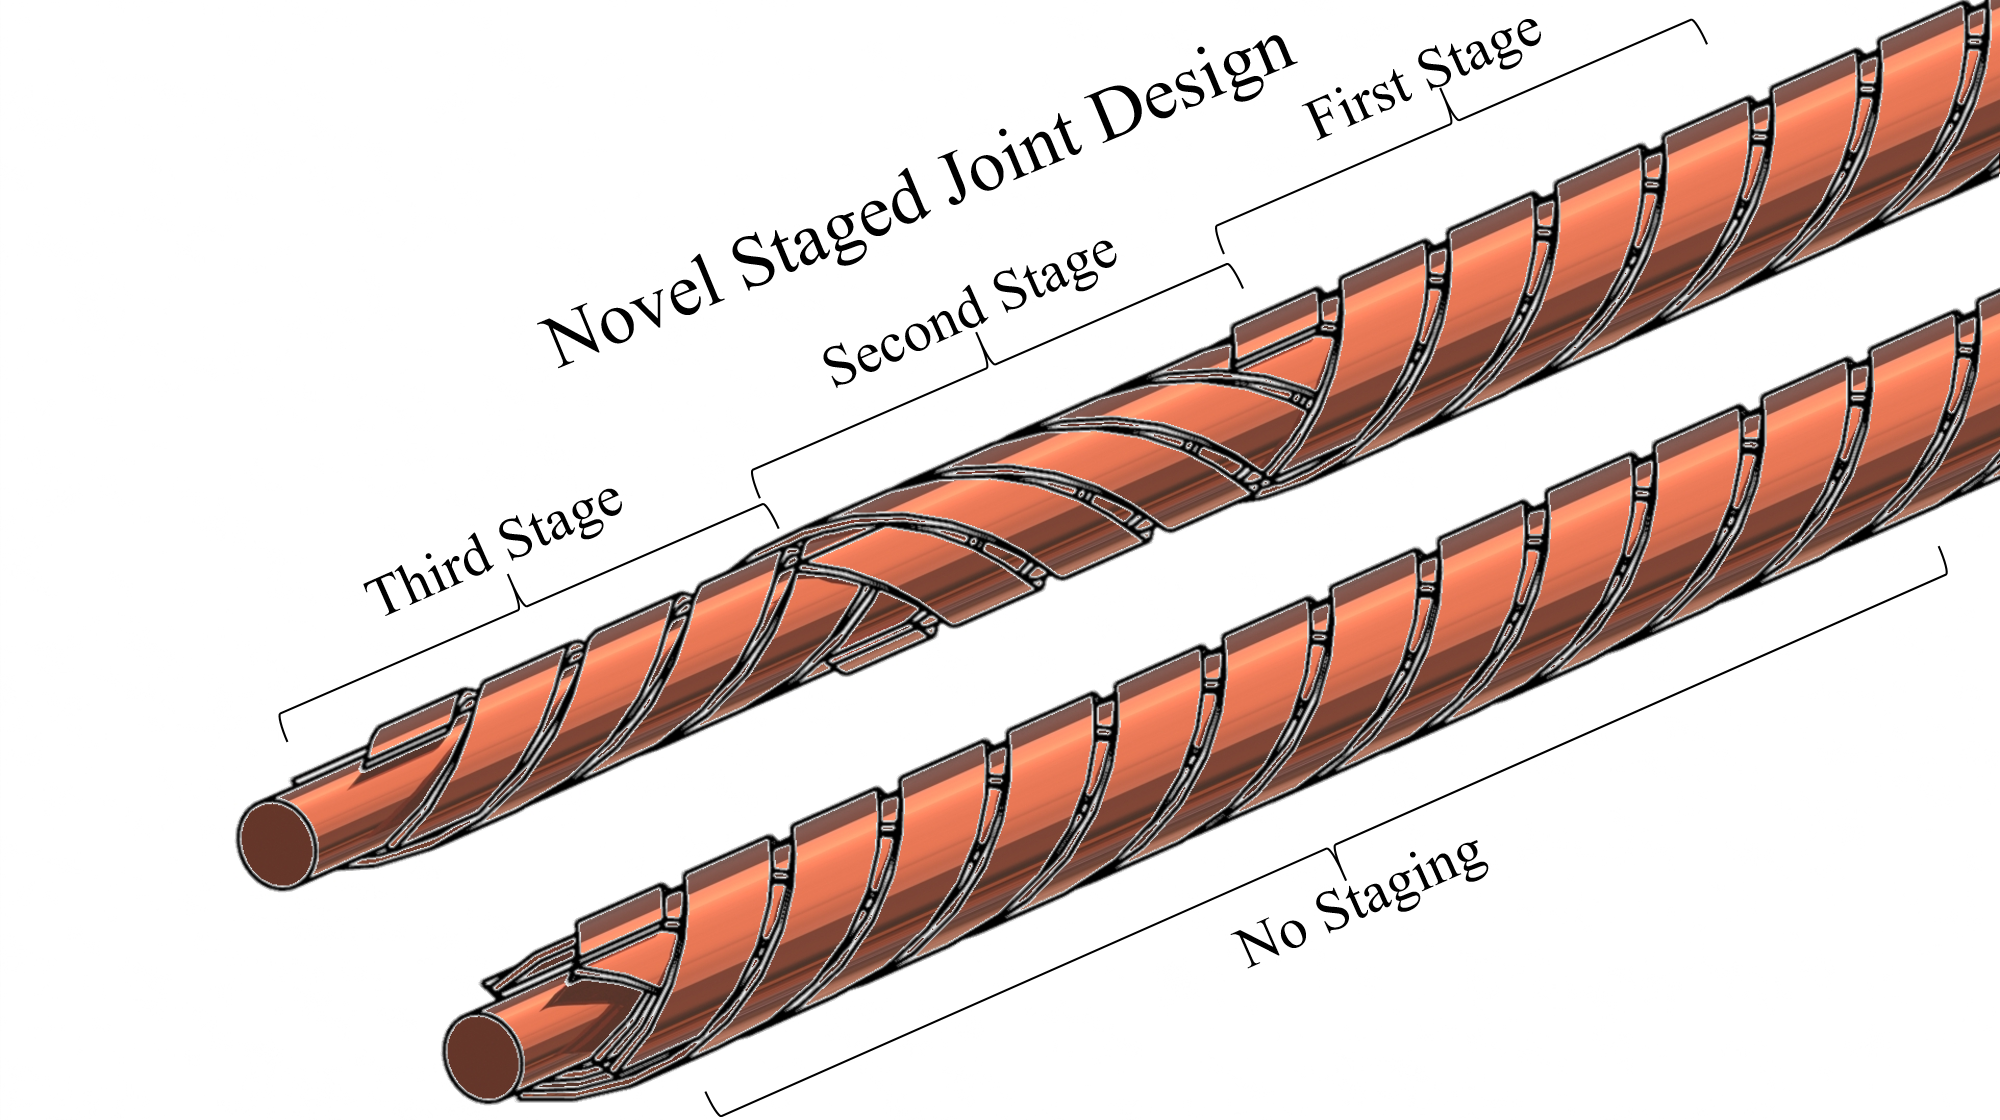 Novel Staged Joint Design
First Stage
Second Stage
Third Stage
No Staging